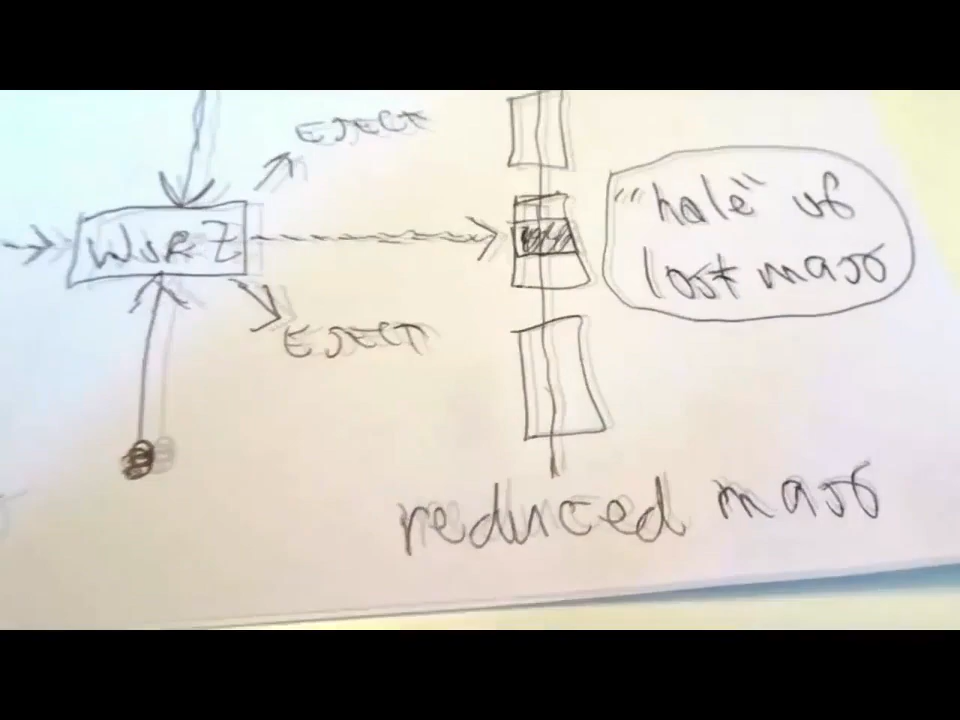 EJECT
WURZ
"hole" of
lost mass
EJECT
reduced mass